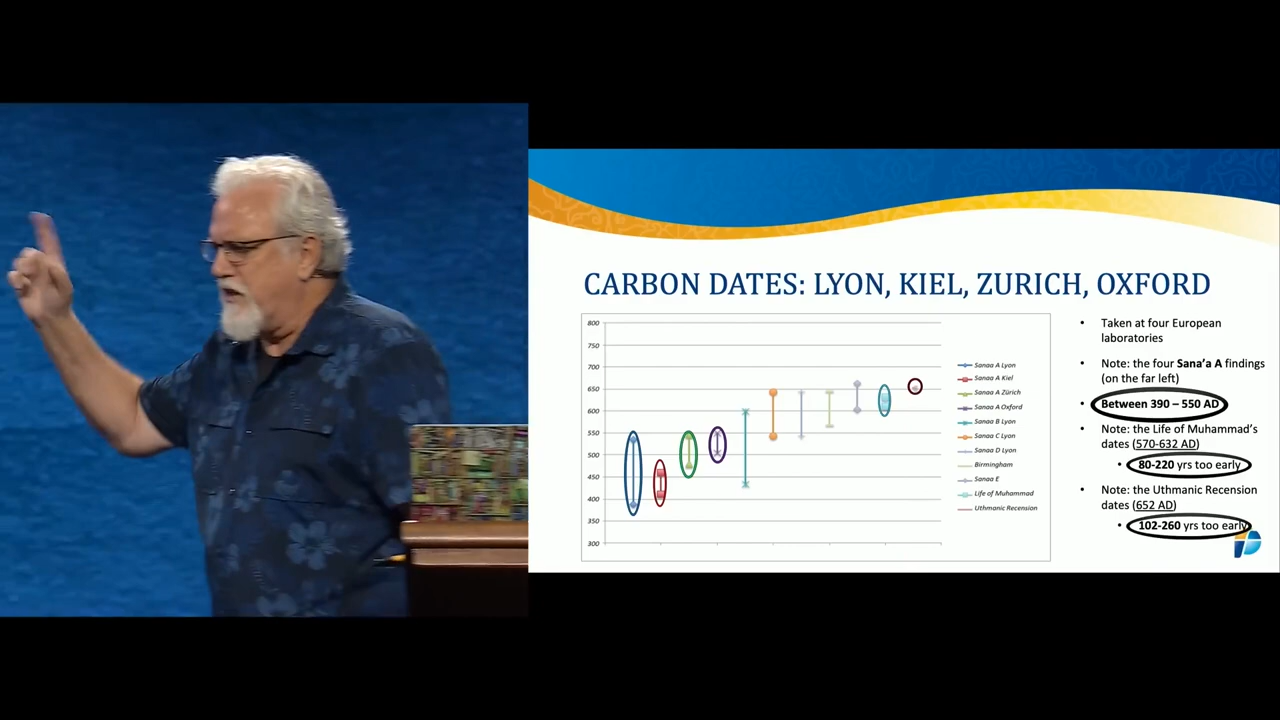 CARBON DATES: LYON, KIEL, ZURICH, OXFORD
800
750
700
650
600
550
500
450
400
350
300
Sanaa A Lyon
Sanaa A Kiel
Sanaa A Zürich
Sanaa A Oxford
Sanaa B Lyon
Sanaa C Lyon
Sanaa D Lyon
Birmingham
Sanaa E
Life of Muhammad
Uthmanic Recension
• Taken at four European
laboratories
• Note: the four Sana'a A findings
(on the far left)
• Between 390 – 550 AD
• Note: the Life of Muhammad's
dates (570-632 AD)
• 80-220 yrs too early
• Note: the Uthmanic Recension
dates (652 AD)
• 102-260 yrs too early